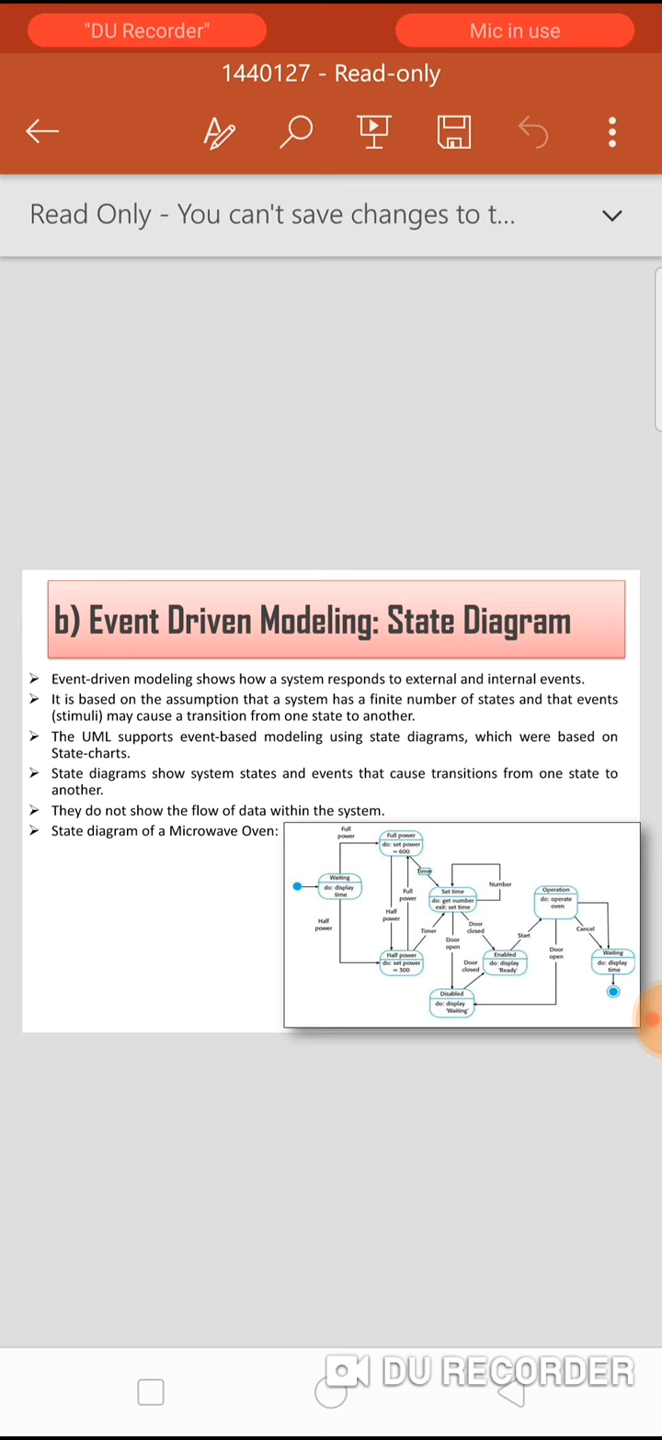 "DU Recorder"
Mic in use
1440127 - Read-only
Read Only - You can't save changes to t...
b) Event Driven Modeling: State Diagram
➢ Event-driven modeling shows how a system responds to external and internal events.
➢ It is based on the assumption that a system has a finite number of states and that events
(stimuli) may cause a transition from one state to another.
➢ The UML supports event-based modeling using state diagrams, which were based on
State-charts.
➢ State diagrams show system states and events that cause transitions from one state to
another.
➢ They do not show the flow of data within the system.
➢ State diagram of a Microwave Oven:
Full
power
Full power
do: set power
= 600
Timer
Waiting
do: display
time
Full
power
Set time
do: get number
exit: set time
Number
Operation
do: operate
oven
Half
power
Half
power
Timer
Door
closed
Door
open
Start
Cancel
Half power
do: set power
= 300
Door
closed
Enabled
do: display
'Ready'
Door
open
Waiting
do: display
time
Disabled
do: display
'Waiting'
DU RECORDER